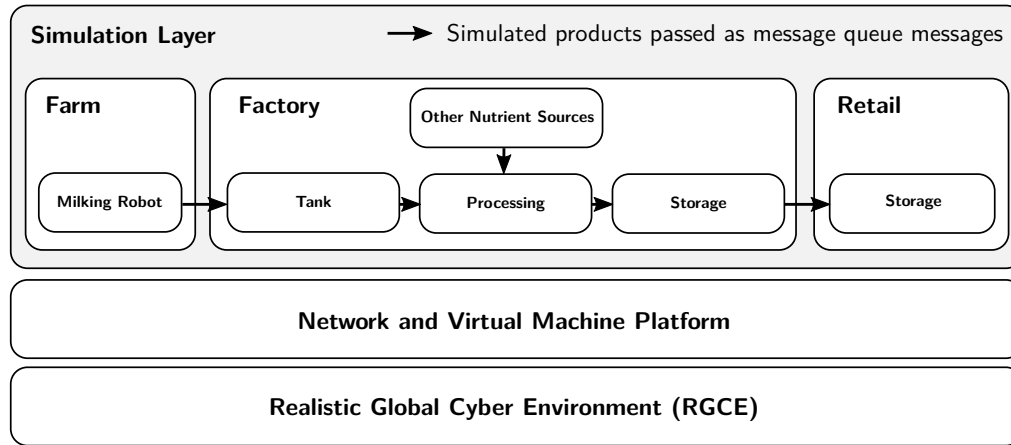 Simulation Layer
Simulated products passed as message queue messages
Farm
Factory
Retail
Other Nutrient Sources
Milking Robot
Tank
Processing
Storage
Storage
Network and Virtual Machine Platform
Realistic Global Cyber Environment (RGCE)